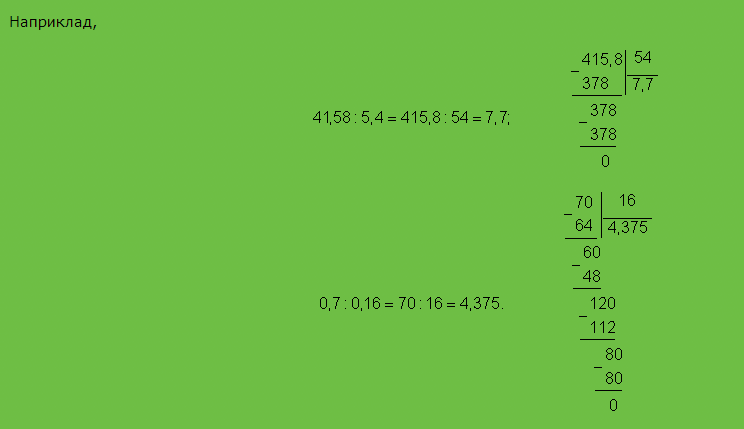 Наприклад,
415,8 54
− 378 7,7
41,58 : 5,4 = 415,8 : 54 = 7,7;
378
− 378
0
70 16
− 64 4,375
60
− 48
0,7 : 0,16 = 70 : 16 = 4,375.
120
− 112
80
− 80
0